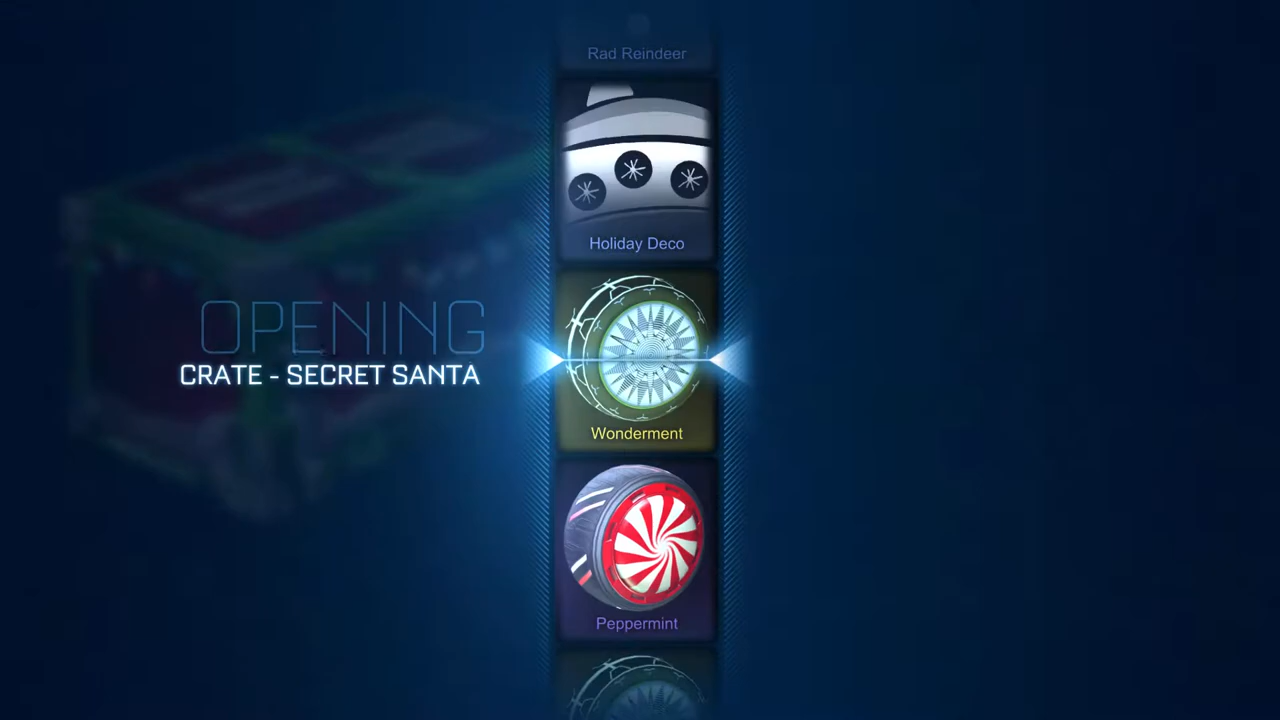 Rad Reindeer
Holiday Deco
OPENING
CRATE - SECRET SANTA
Wonderment
Peppermint